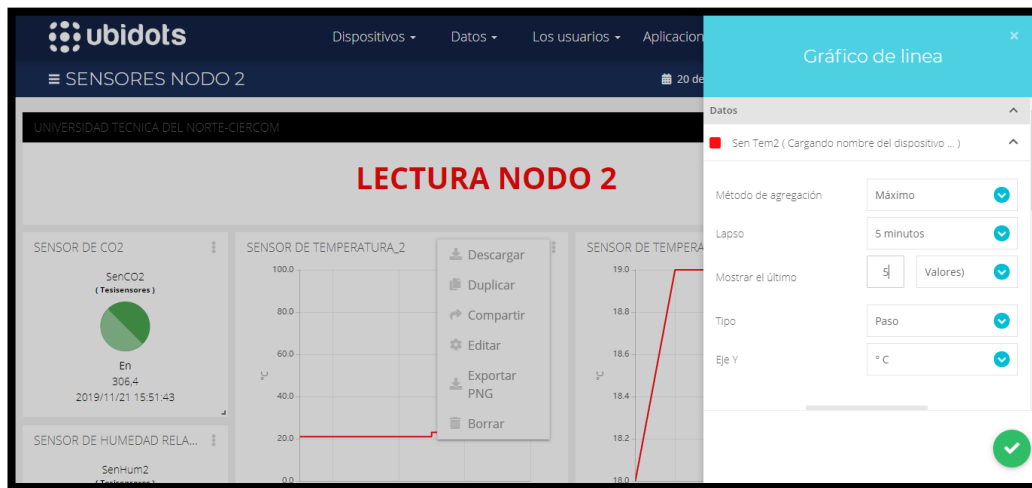 ubidots
Dispositivos
Datos
Los usuarios
Aplicacion
SENSORES NODO 2
20 de
UNIVERSIDAD TECNICA DEL NORTE-CIERCOM
LECTURA NODO 2
SENSOR DE CO2
SenCO2
( Tesisensores )
En
306,4
2019/11/21 15:51:43
SENSOR DE HUMEDAD RELA...
SenHum2
( Tesisensores )
SENSOR DE TEMPERATURA_2
100.0
80.0
60.0
40.0
20.0
0.0
°C
Descargar
Duplicar
Compartir
Editar
Exportar
PNG
Borrar
SENSOR DE TEMPERA
19.0
18.8
18.6
18.4
18.2
18.0
°C
×
Gráfico de linea
Datos
Sen Tem2 ( Cargando nombre del dispositivo ... )
Método de agregación
Máximo
Lapso
5 minutos
Mostrar el último
5
Valores)
Tipo
Paso
Eje Y
° C